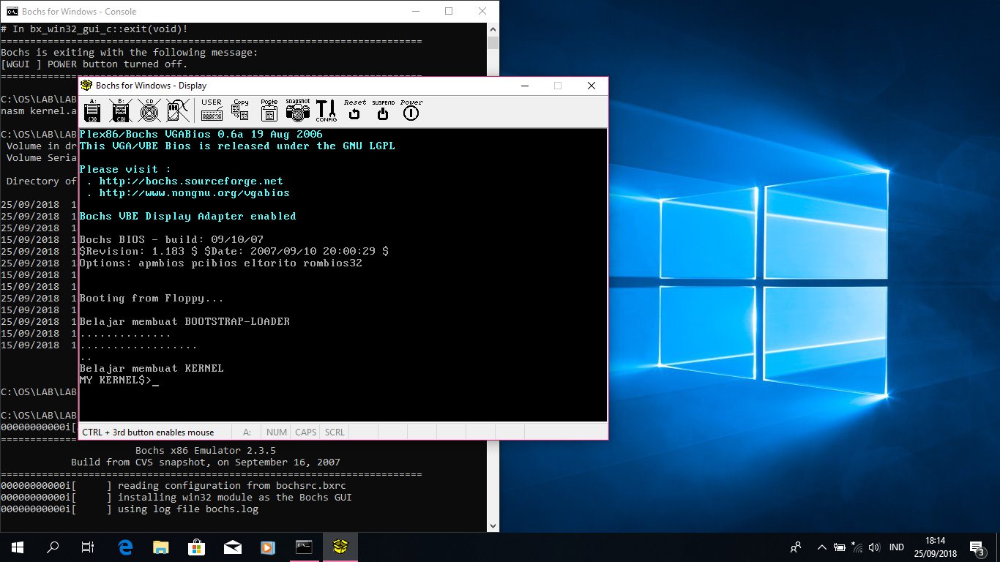 Bochs for Windows - Console
# In bx_win32_gui_c::exit(void)!
========================================================================
Bochs is exiting with the following message:
[WGUI ] POWER button turned off.
========================================================================
C:\OS\LAB\LAB
nasm kernel.a
C:\OS\LAB\LAB
Volume in dr
Volume Seria
Directory of
25/09/2018 1
25/09/2018 1
25/09/2018 1
15/09/2018 1
25/09/2018 1
25/09/2018 1
15/09/2018 1
15/09/2018 1
25/09/2018 1
15/09/2018 1
25/09/2018 1
15/09/2018 1
15/09/2018 1
C:\OS\LAB\LAB
C:\OS\LAB\LAB
00000000000i[
========================================================================
Bochs x86 Emulator 2.3.5
Build from CVS snapshot, on September 16, 2007
========================================================================
00000000000i[     ] reading configuration from bochsrc.bxrc
00000000000i[     ] installing win32 module as the Bochs GUI
00000000000i[     ] using log file bochs.log
Bochs for Windows - Display
A: B: CD USER Copy Paste snapshot CONFIG Reset SUSPEND Power
Plex86/Bochs VGABios 0.6a 19 Aug 2006
This VGA/VBE Bios is released under the GNU LGPL
Please visit :
. http://bochs.sourceforge.net
. http://www.nongnu.org/vgabios
Bochs VBE Display Adapter enabled
Bochs BIOS - build: 09/10/07
$Revision: 1.183 $ $Date: 2007/09/10 20:00:29 $
Options: apmbios pcibios eltorito rombios32
Booting from Floppy...
Belajar membuat BOOTSTRAP-LOADER
..............
..................
..
Belajar membuat KERNEL
MY KERNEL$>_
CTRL + 3rd button enables mouse A: NUM CAPS SCRL
IND
18:14
25/09/2018
3